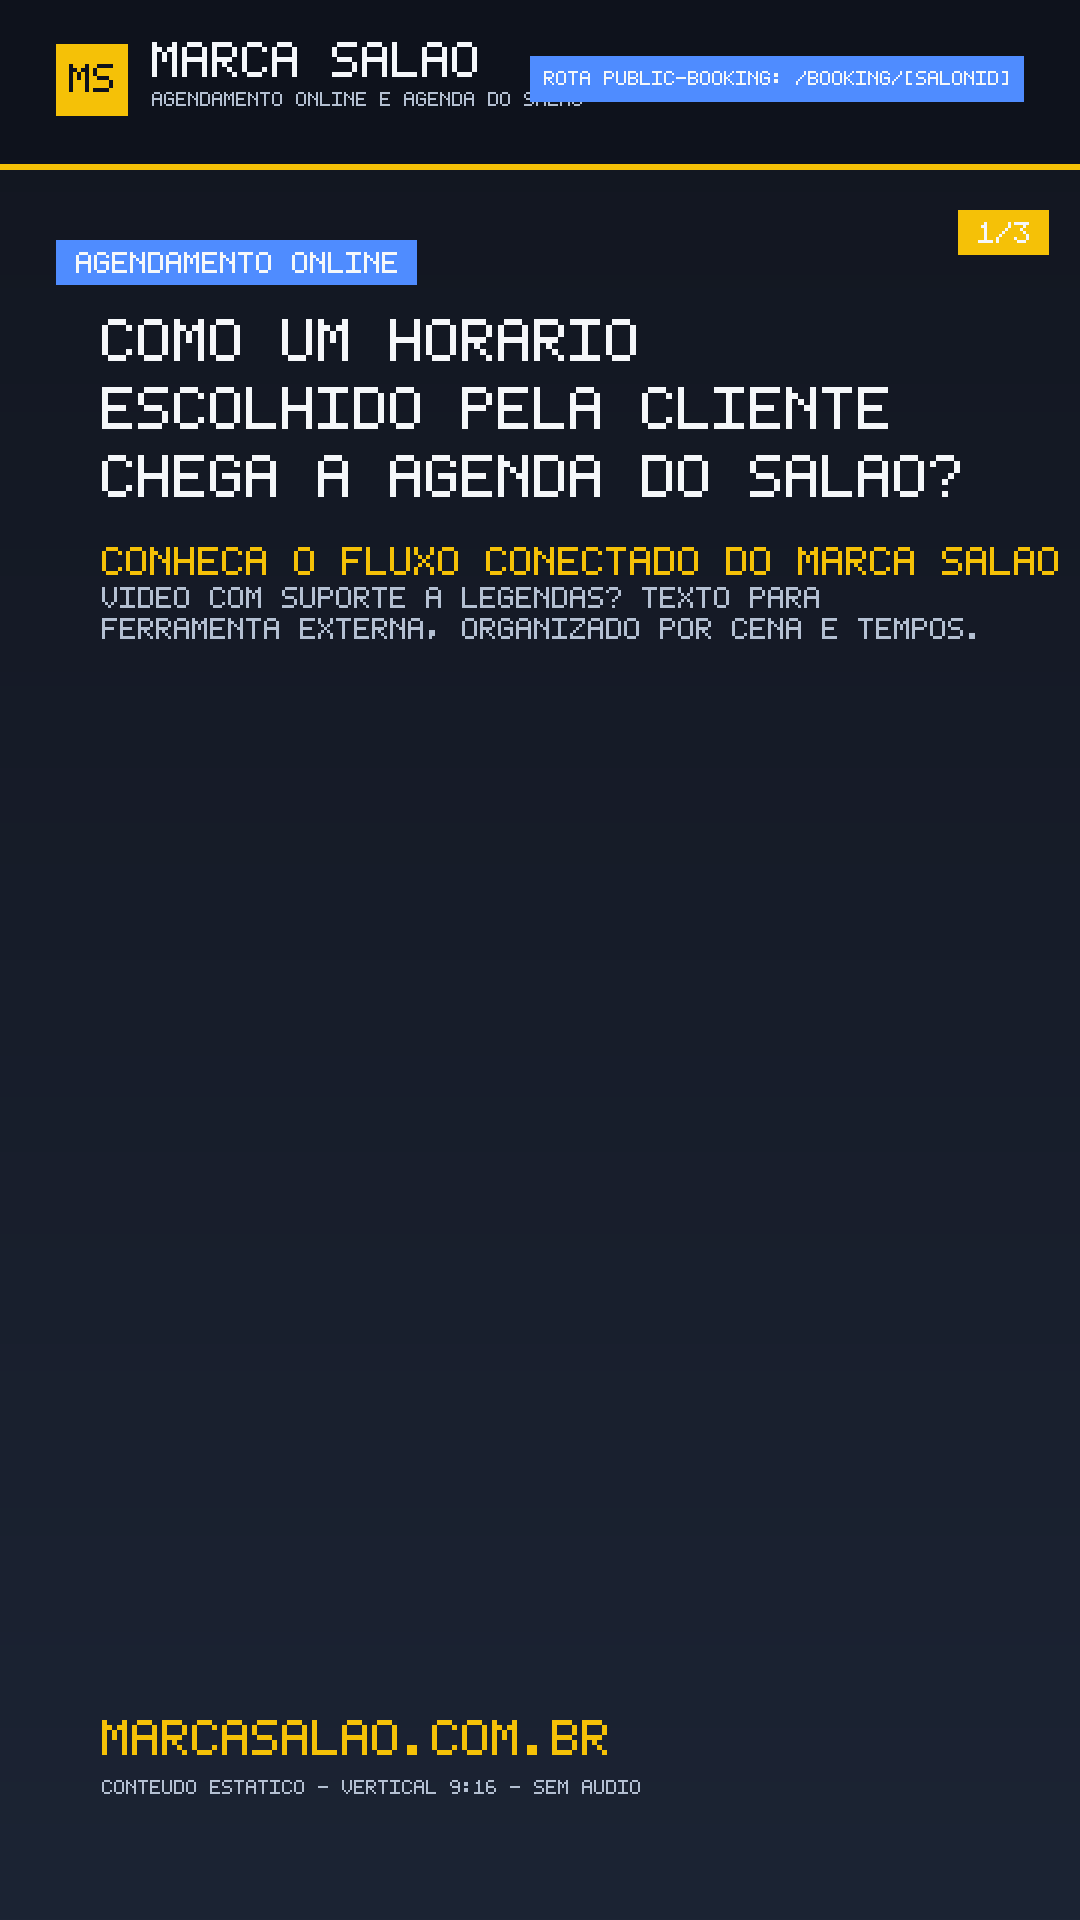 MS
MARCA SALAO
AGENDAMENTO ONLINE E AGENDA DO SALAO
ROTA PUBLIC-BOOKING: /BOOKING/[SALONID]
1/3
AGENDAMENTO ONLINE
COMO UM HORARIO
ESCOLHIDO PELA CLIENTE
CHEGA A AGENDA DO SALAO?
CONHECA O FLUXO CONECTADO DO MARCA SALAO
VIDEO COM SUPORTE A LEGENDAS? TEXTO PARA
FERRAMENTA EXTERNA, ORGANIZADO POR CENA E TEMPOS.
MARCASALAO.COM.BR
CONTEUDO ESTATICO - VERTICAL 9:16 - SEM AUDIO